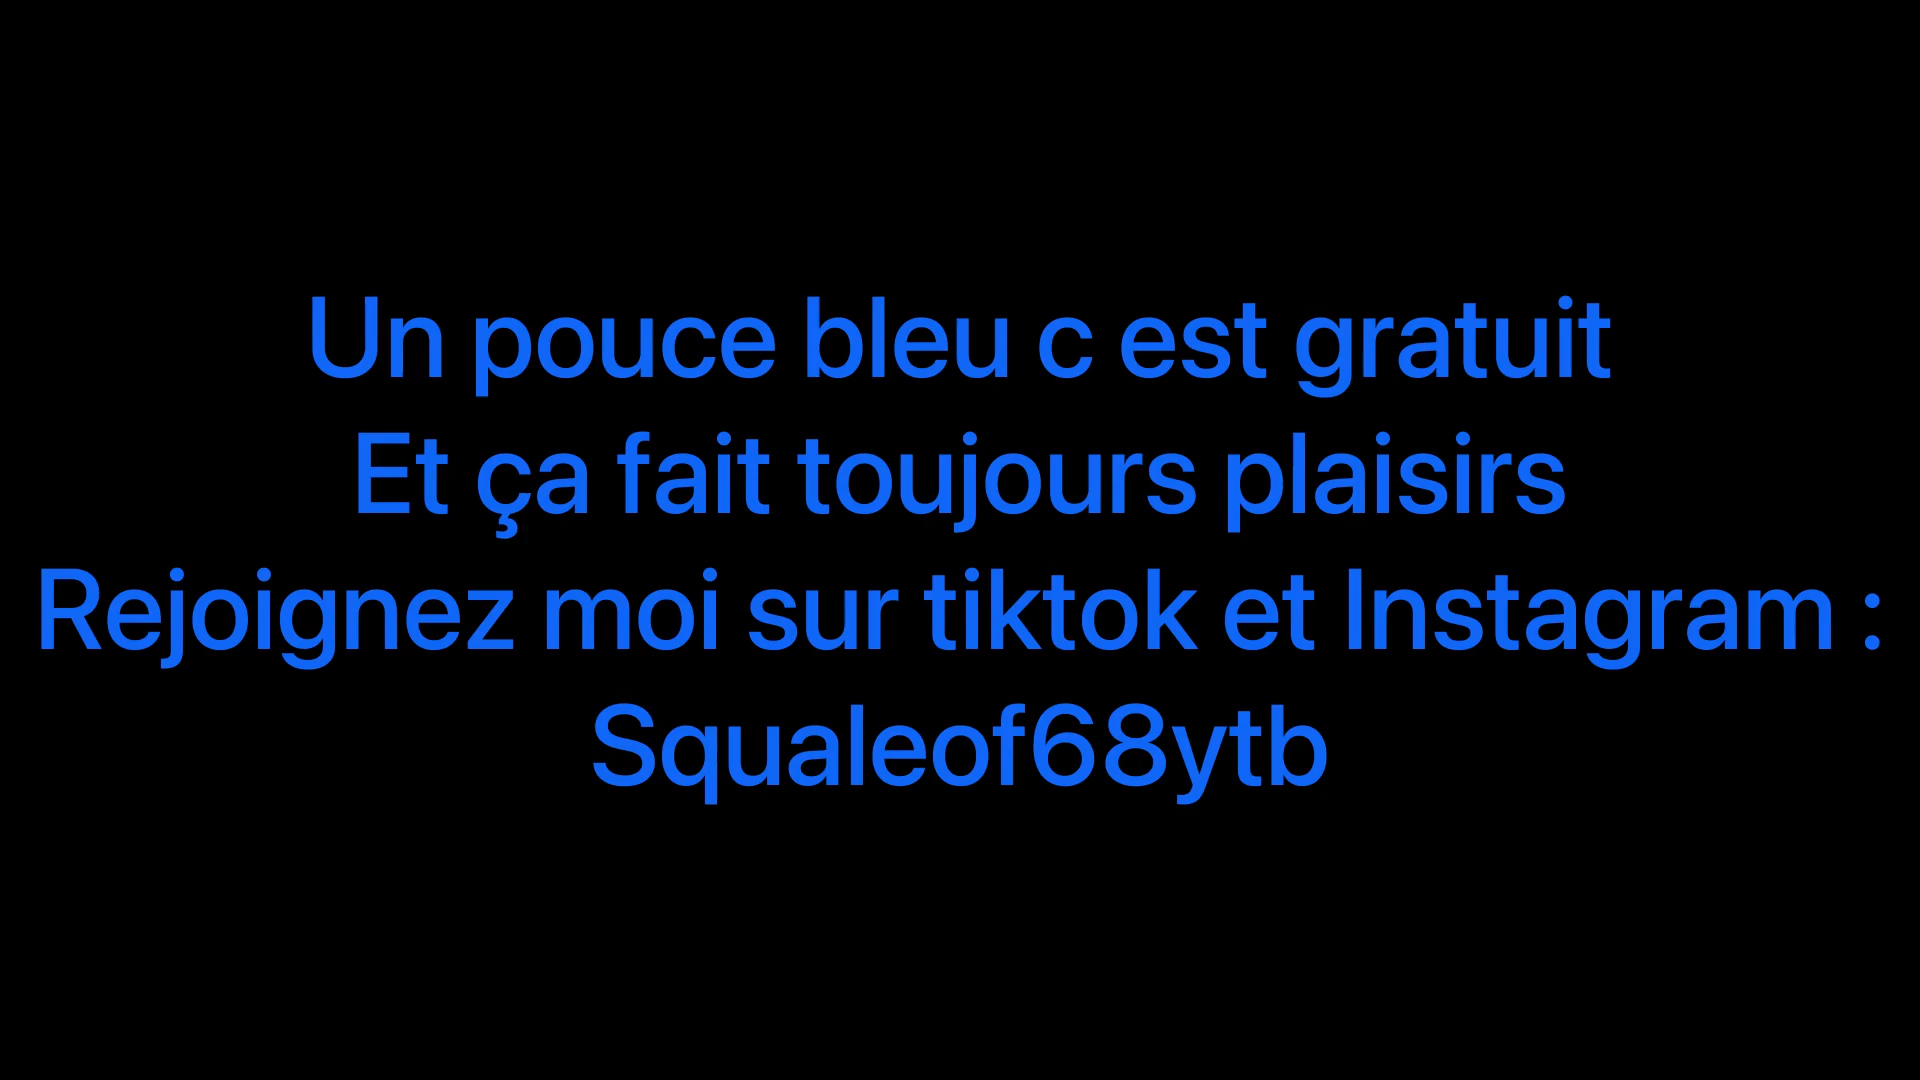 Un pouce bleu c est gratuit
Et ça fait toujours plaisirs
Rejoignez moi sur tiktok et Instagram :
Squaleof68ytb